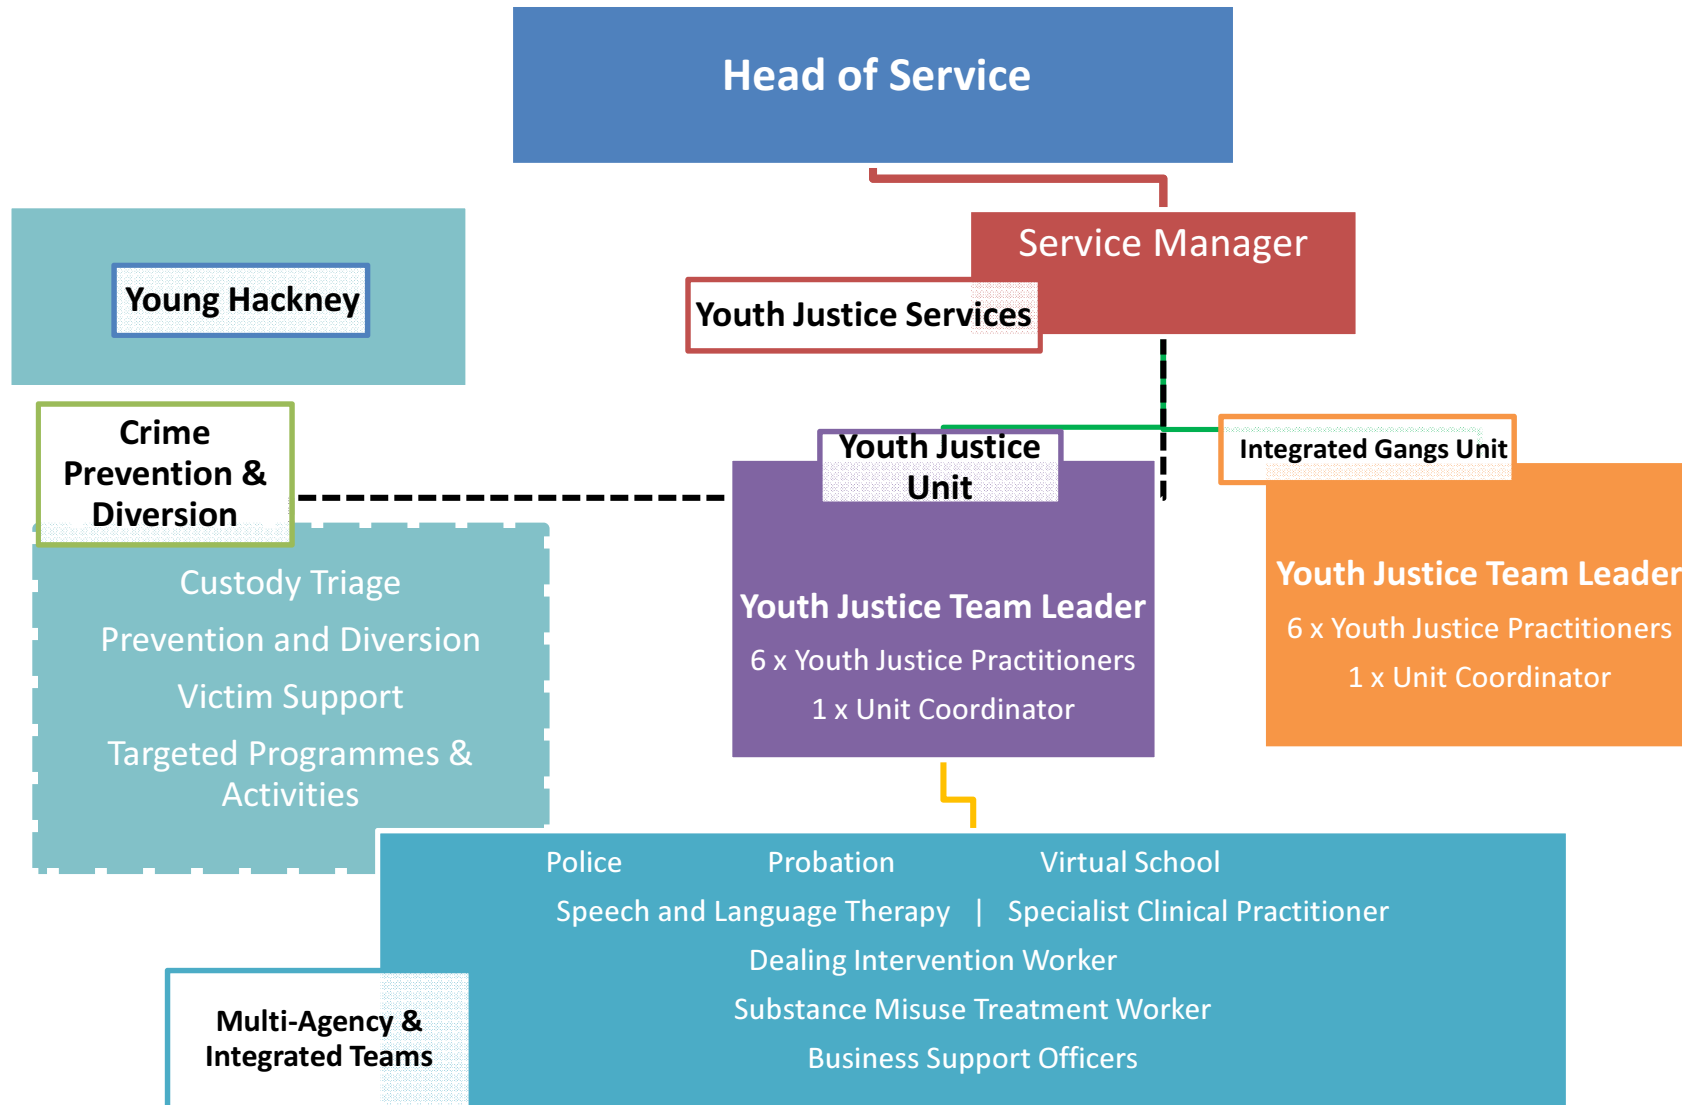 Head of Service
Service Manager
Youth Justice Services
Young Hackney
Crime
Prevention &
Diversion
Custody Triage
Prevention and Diversion
Victim Support
Targeted Programmes &
Activities
Youth Justice
Unit
Youth Justice Team Leader
6 x Youth Justice Practitioners
1 x Unit Coordinator
Integrated Gangs Unit
Youth Justice Team Leader
6 x Youth Justice Practitioners
1 x Unit Coordinator
Police Probation Virtual School
Speech and Language Therapy | Specialist Clinical Practitioner
Dealing Intervention Worker
Substance Misuse Treatment Worker
Business Support Officers
Multi-Agency &
Integrated Teams